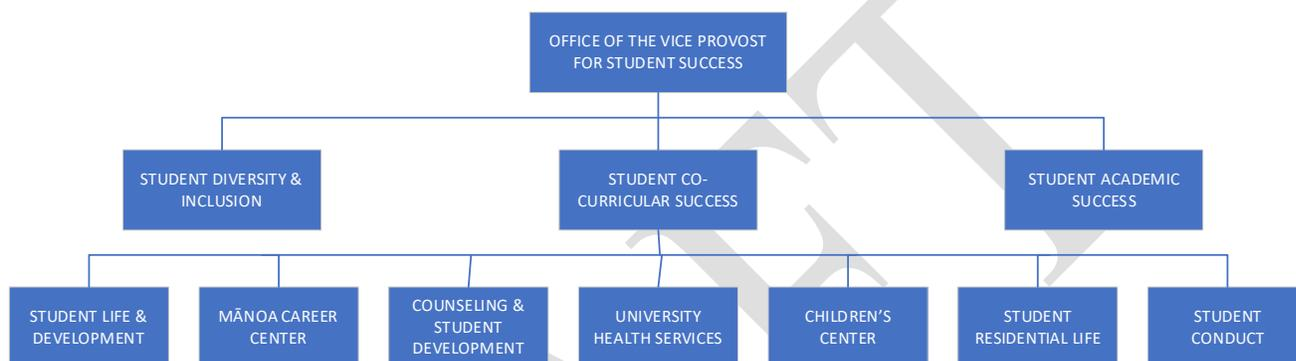 OFFICE OF THE VICE PROVOST
FOR STUDENT SUCCESS
STUDENT DIVERSITY &
INCLUSION
STUDENT CO-
CURRICULAR SUCCESS
STUDENT ACADEMIC
SUCCESS
STUDENT LIFE &
DEVELOPMENT
MĀNOA CAREER
CENTER
COUNSELING &
STUDENT
DEVELOPMENT
UNIVERSITY
HEALTH SERVICES
CHILDREN’S
CENTER
STUDENT
RESIDENTIAL LIFE
STUDENT
CONDUCT